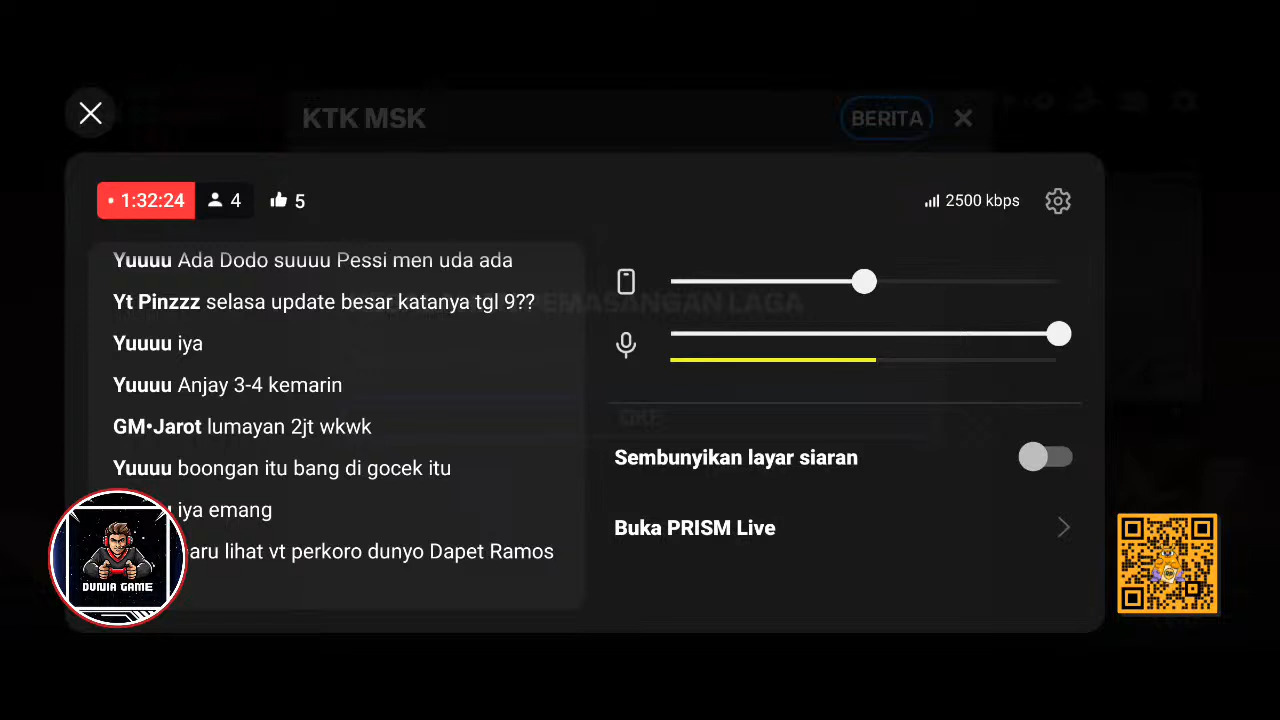 KTK MSK
BERITA
1:32:24
4
5
2500 kbps
Yuuuu Ada Dodo suuuu Pessi men uda ada
Yt Pinzzz selasa update besar katanya tgl 9??
Yuuuu iya
Yuuuu Anjay 3-4 kemarin
GM•Jarot lumayan 2jt wkwk
Yuuuu boongan itu bang di gocek itu
iya emang
aru lihat vt perkoro dunyo Dapet Ramos
EMASANGAN LAGA
OKE
Sembunyikan layar siaran
Buka PRISM Live
DUNIA GAME